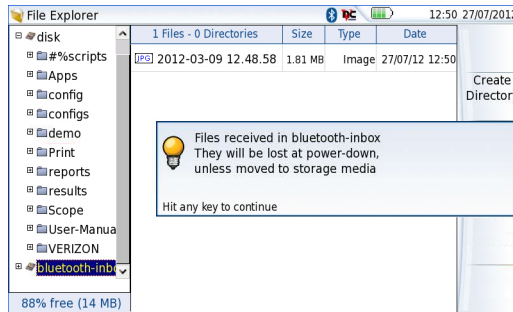 File Explorer
12:50 27/07/2012
disk
#%scripts
Apps
config
configs
demo
Print
reports
results
Scope
User-Manua
VERIZON
bluetooth-inbo
88% free (14 MB)
1 Files - 0 Directories Size Type Date
JPG 2012-03-09 12.48.58 1.81 MB Image 27/07/12 12:50
Create
Director
Files received in bluetooth-inbox
They will be lost at power-down,
unless moved to storage media
Hit any key to continue